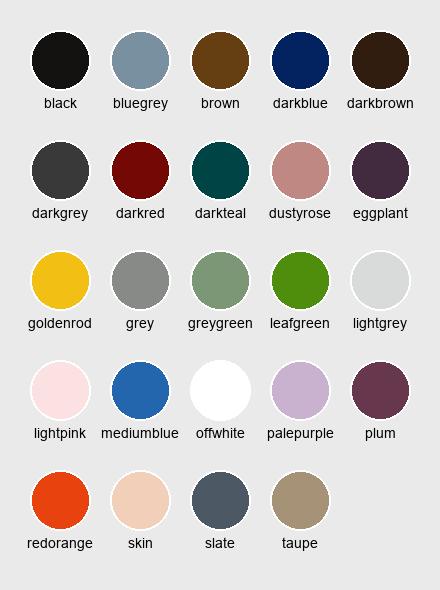 black bluegrey brown darkblue darkbrown
darkgrey darkred darkteal dustyrose eggplant
goldenrod grey greygreen leafgreen lightgrey
lightpink mediumblue offwhite palepurple plum
redorange skin slate taupe